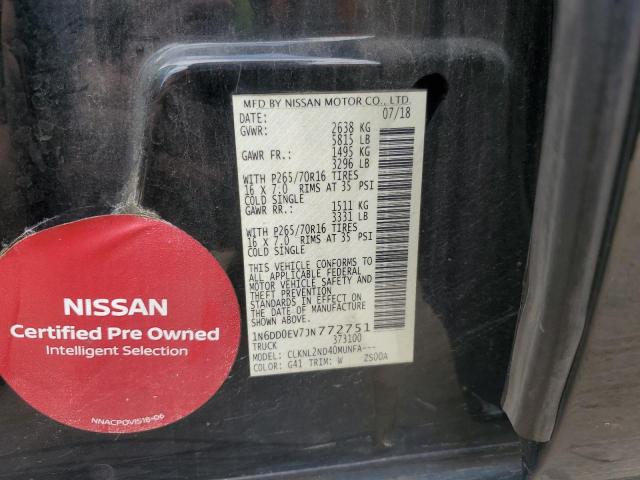 MFD BY NISSAN MOTOR CO., LTD.
DATE: 07/18
GVWR: 2638 KG
5815 LB
GAWR FR.: 1495 KG
3296 LB
WITH P265/70R16 TIRES
16 X 7.0 RIMS AT 35 PSI
COLD SINGLE
GAWR RR.: 1511 KG
3331 LB
WITH P265/70R16 TIRES
16 X 7.0 RIMS AT 35 PSI
COLD SINGLE
THIS VEHICLE CONFORMS TO
ALL APPLICABLE FEDERAL
MOTOR VEHICLE SAFETY AND
THEFT PREVENTION
STANDARDS IN EFFECT ON THE
DATE OF MANUFACTURE
SHOWN ABOVE.
1N6DD0EV7JN772751
TRUCK 373100
MODEL: CLKNL2ND40MUNFA---
COLOR: G41 TRIM: W ZS00A
NISSAN
Certified Pre Owned
Intelligent Selection
NNACPOVIS18-06